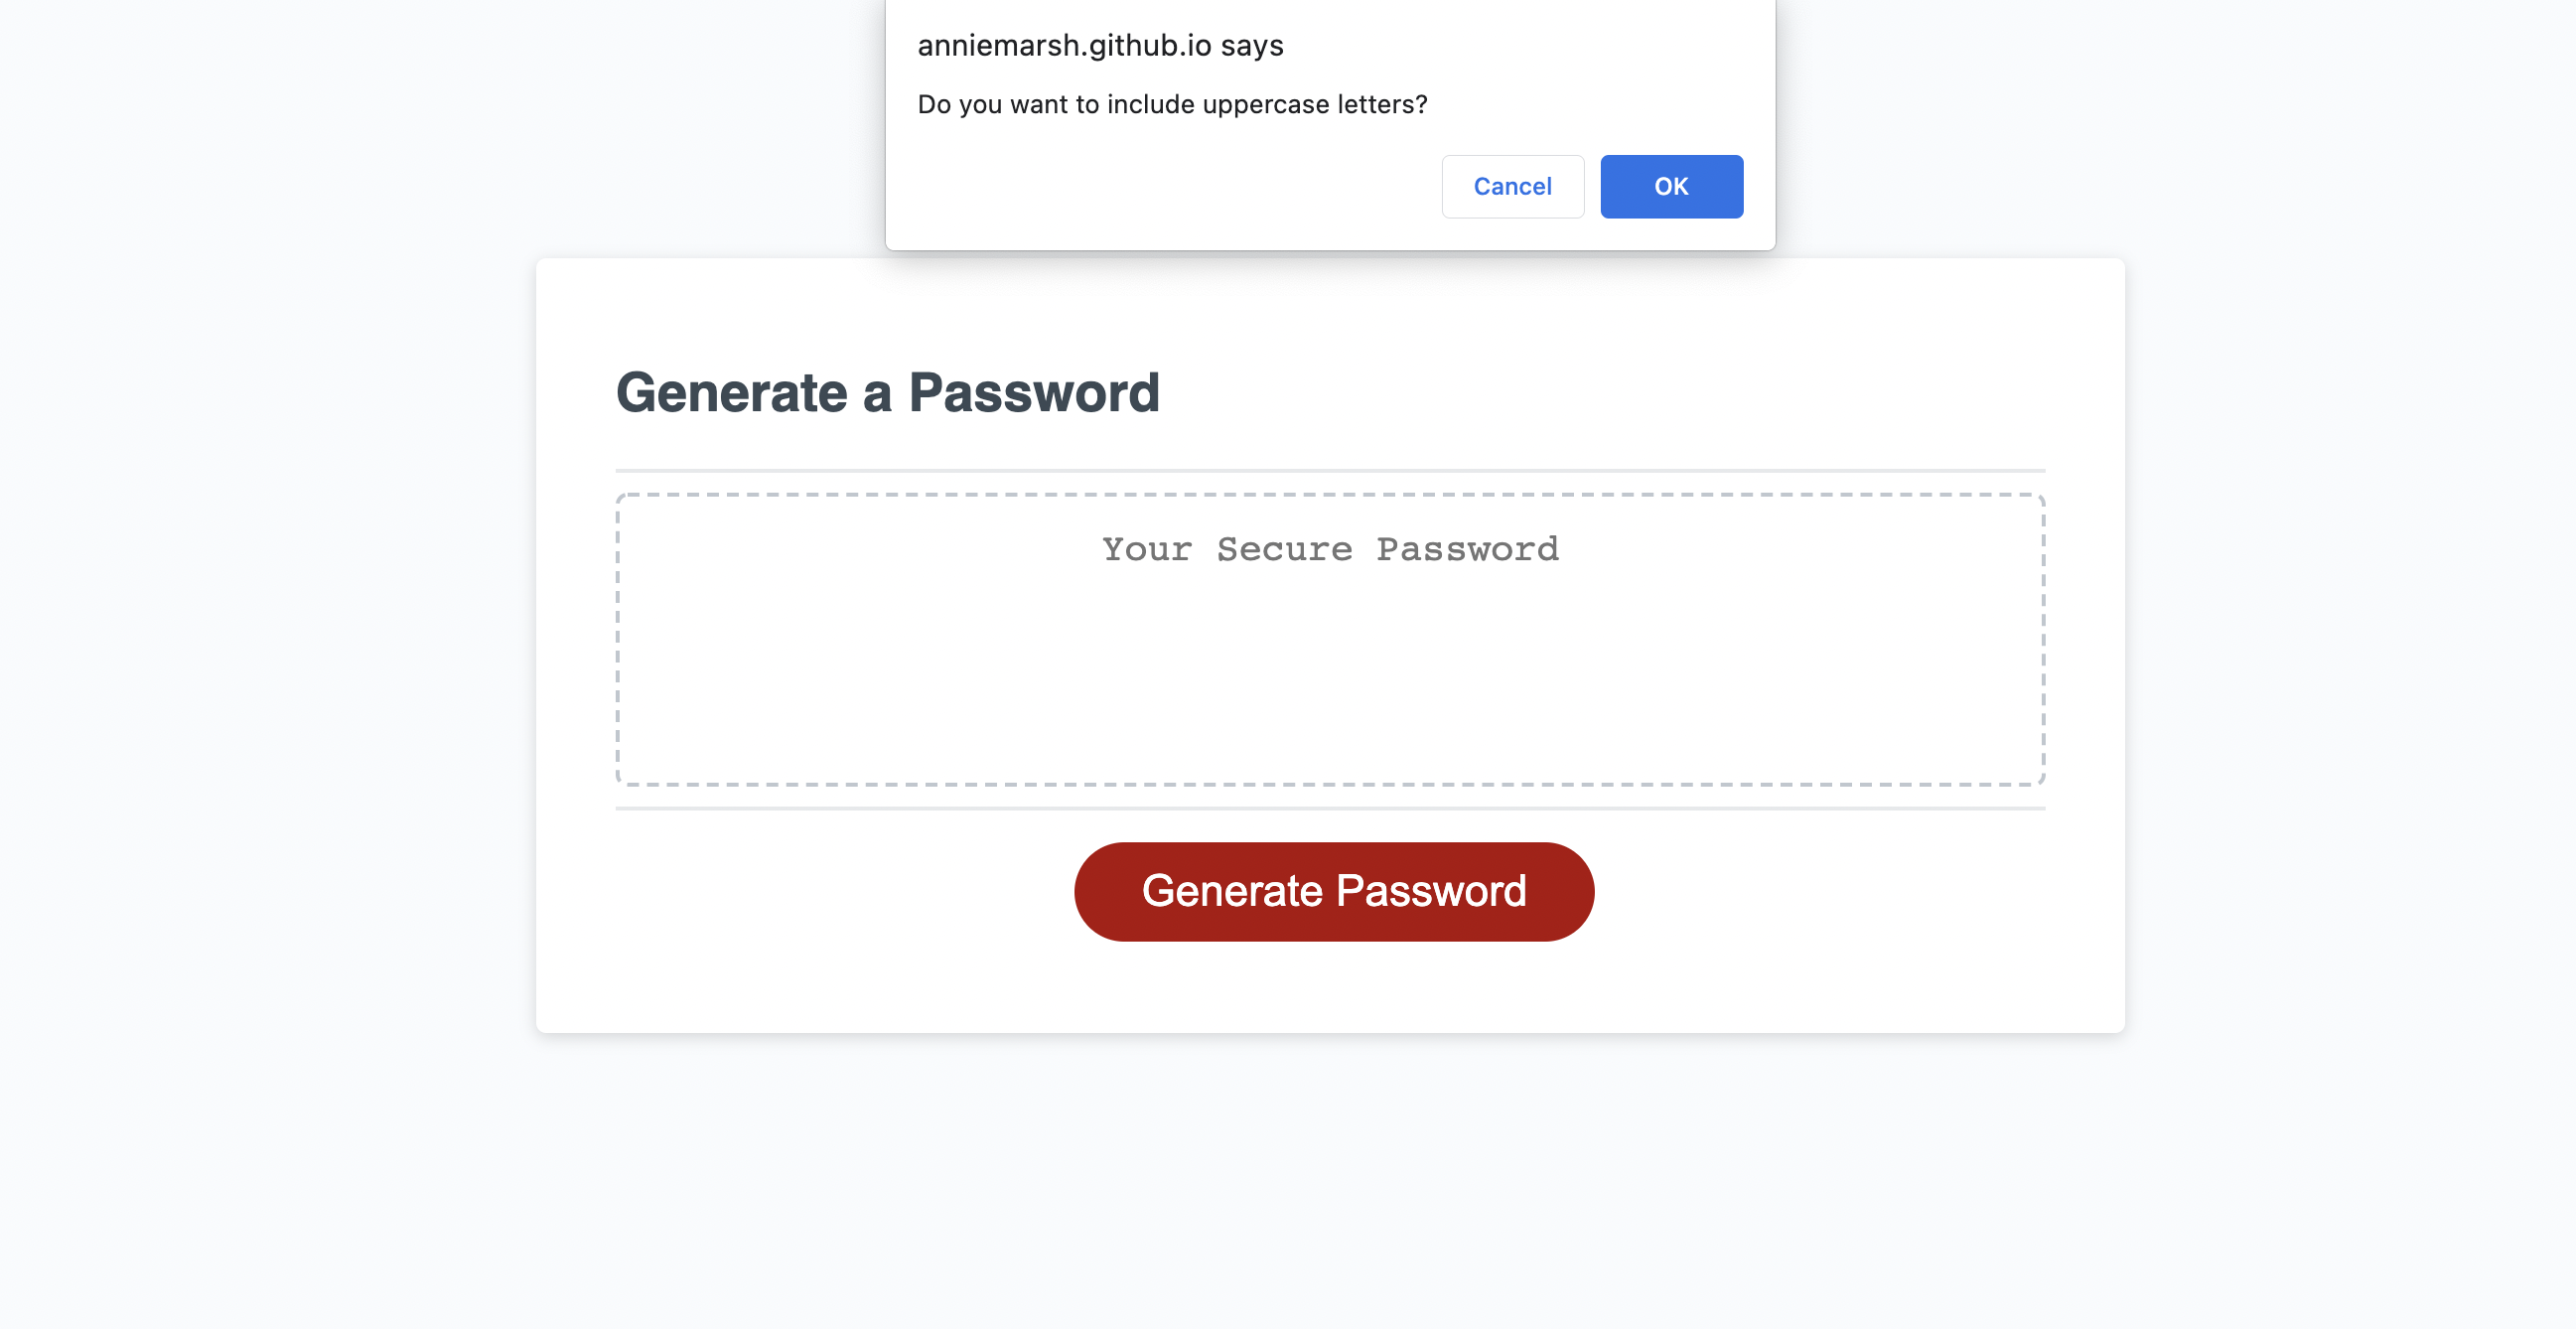 anniemarsh.github.io says
Do you want to include uppercase letters?
Cancel
OK
Generate a Password
Your Secure Password
Generate Password